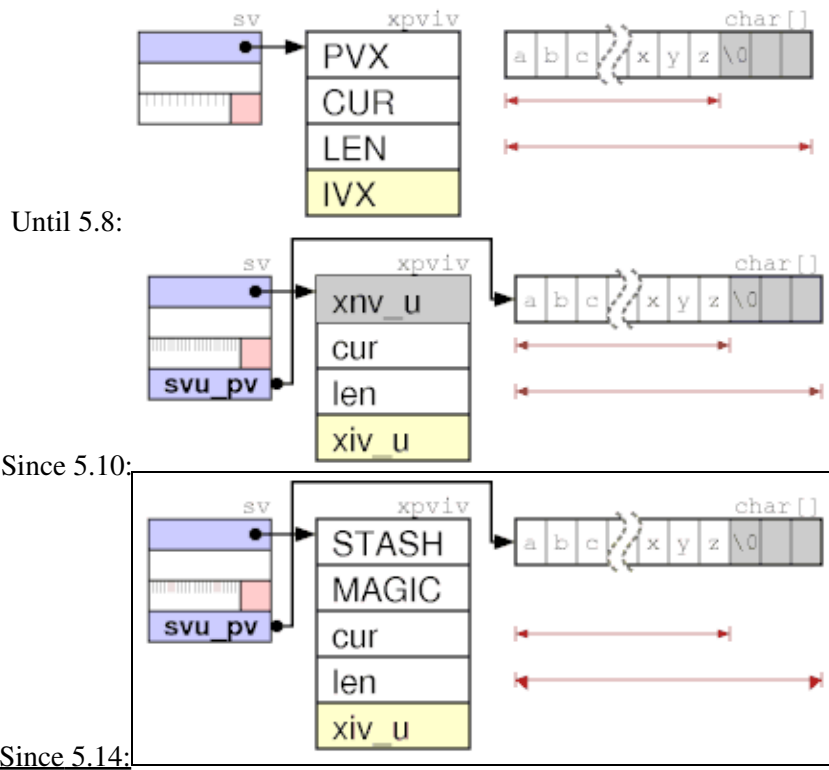 sv xpviv char[]
PVX a b c x y z \0
CUR
LEN
IVX
Until 5.8:
sv xpviv char[]
xnv_u a b c x y z \0
cur
svu_pv len
xiv_u
Since 5.10:
sv xpviv char[]
STASH a b c x y z \0
MAGIC
svu_pv cur
len
xiv_u
Since 5.14: